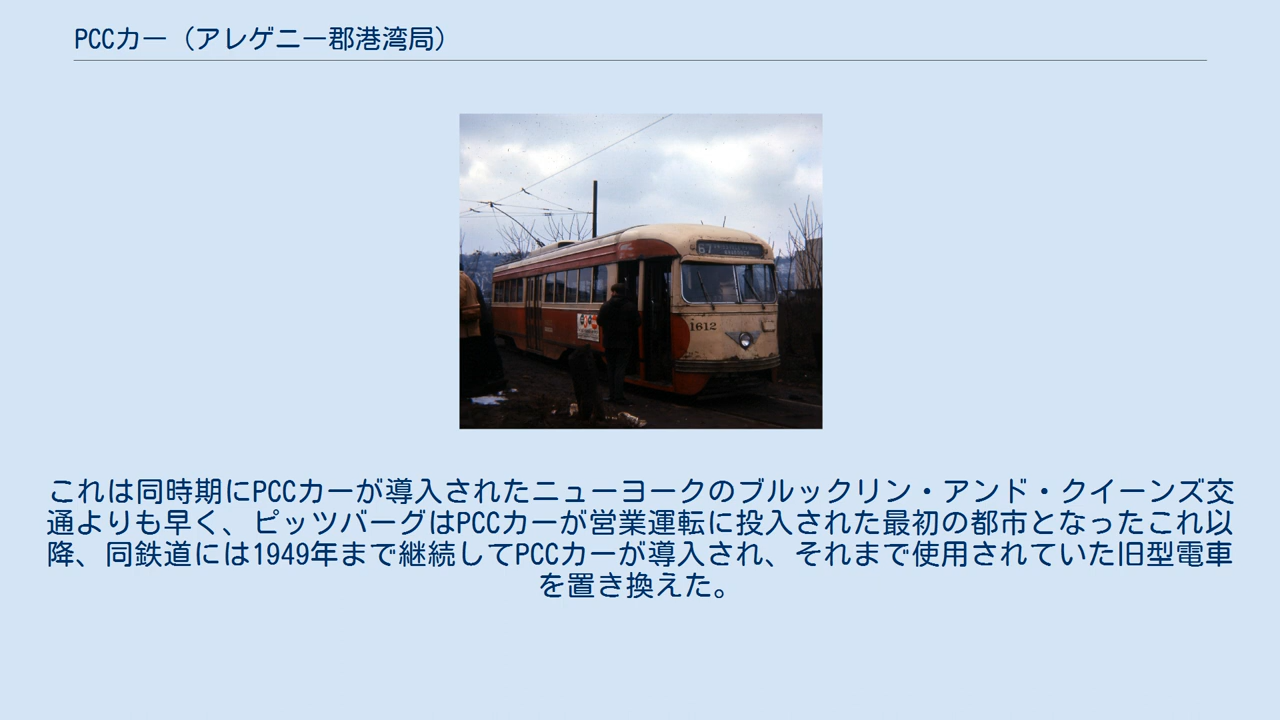 PCCカー（アレゲニー郡港湾局）
67
1612
これは同時期にPCCカーが導入されたニューヨークのブルックリン・アンド・クイーンズ交
通よりも早く、ピッツバーグはPCCカーが営業運転に投入された最初の都市となったこれ以
降、同鉄道には1949年まで継続してPCCカーが導入され、それまで使用されていた旧型電車
を置き換えた。